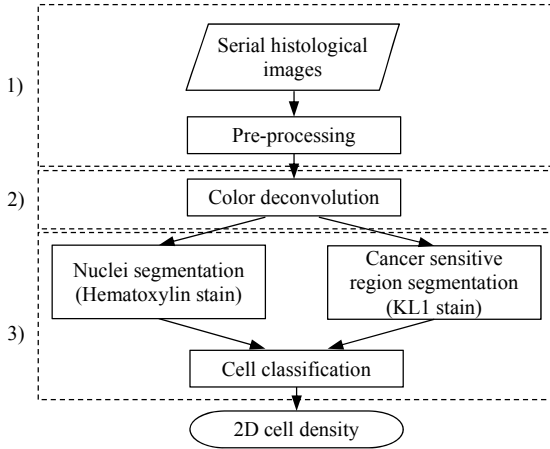 Serial histological
images
1)
Pre-processing
2)
Color deconvolution
Nuclei segmentation
(Hematoxylin stain)
Cancer sensitive
region segmentation
(KL1 stain)
3)
Cell classification
2D cell density